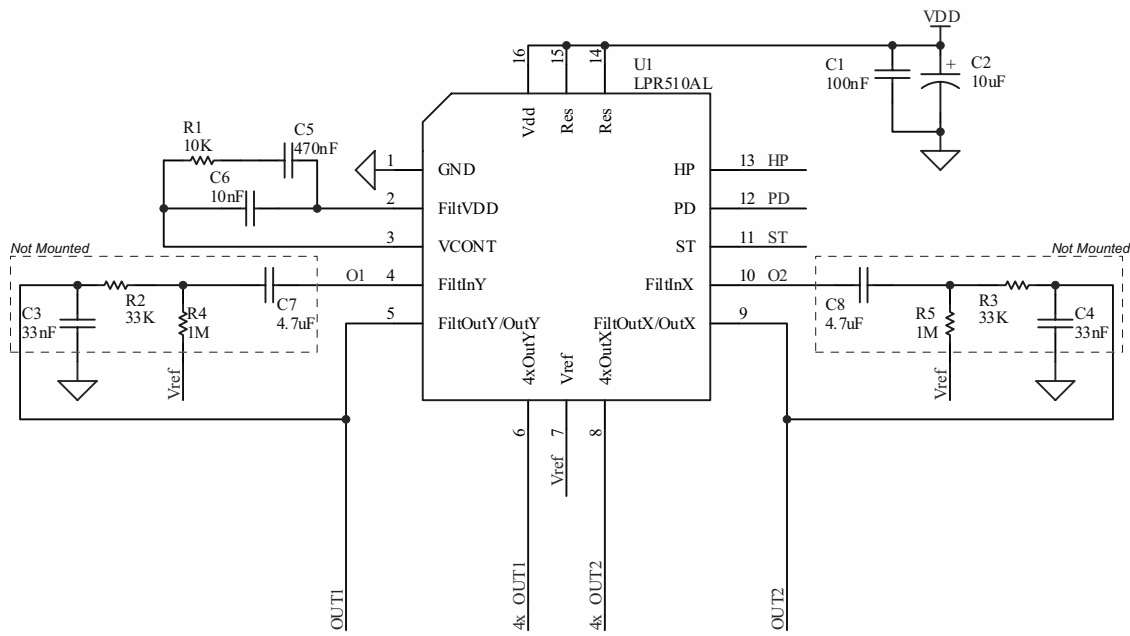 VDD
16
15
14
U1
LPR510AL
C1
100nF
+
C2
10uF
Vdd
Res
Res
R1
10K
C5
470nF
C6
10nF
1
GND
HP
13
HP
2
FiltVDD
PD
12
PD
3
VCONT
ST
11
ST
Not Mounted
Not Mounted
O1
4
FiltInY
FiltInX
10
O2
C3
33nF
R2
33K
R4
1M
C7
4.7uF
5
FiltOutY/OutY
FiltOutX/OutX
9
C8
4.7uF
R5
1M
R3
33K
C4
33nF
4xOutY
Vref
4xOutX
Vref
Vref
6
7
8
Vref
OUT1
4x OUT1
4x OUT2
OUT2